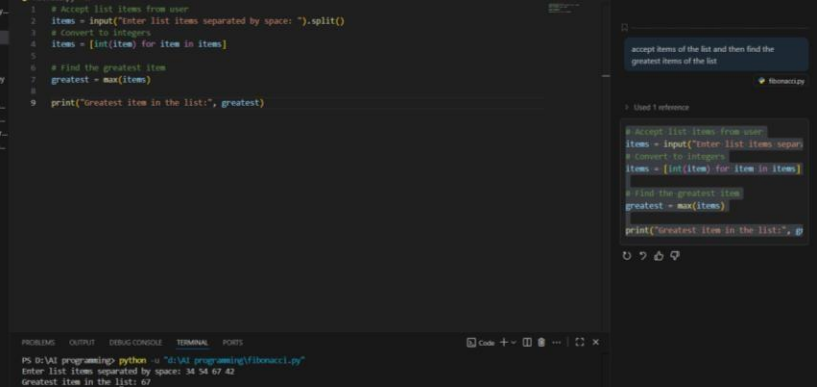 1 # Accept list items from user
2 items = input("Enter list items separated by space: ").split()
3 # Convert to integers
4 items = [int(item) for item in items]
5
6 # Find the greatest item
7 greatest = max(items)
8
9 print("Greatest item in the list:", greatest)
PROBLEMS OUTPUT DEBUG CONSOLE TERMINAL PORTS
Code
PS D:\AI programming> python -u "d:\AI programming\fibonacci.py"
Enter list items separated by space: 34 54 67 42
Greatest item in the list: 67
accept items of the list and then find the
greatest items of the list
fibonacci.py
Used 1 reference
# Accept list items from user
items = input("Enter list items separ
# Convert to integers
items = [int(item) for item in items]
# Find the greatest item
greatest = max(items)
print("Greatest item in the list:", gr